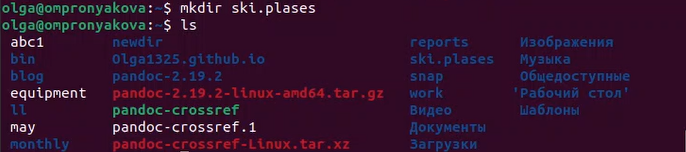 olga@ompronyakova:~$ mkdir ski.plases
olga@ompronyakova:~$ ls
abc1 newdir reports Изображения
bin Olga1325.github.io ski.plases Музыка
blog pandoc-2.19.2 snap Общедоступные
equipment pandoc-2.19.2-linux-amd64.tar.gz work 'Рабочий стол'
ll pandoc-crossref Видео Шаблоны
may pandoc-crossref.1 Документы
monthly pandoc-crossref-Linux.tar.xz Загрузки